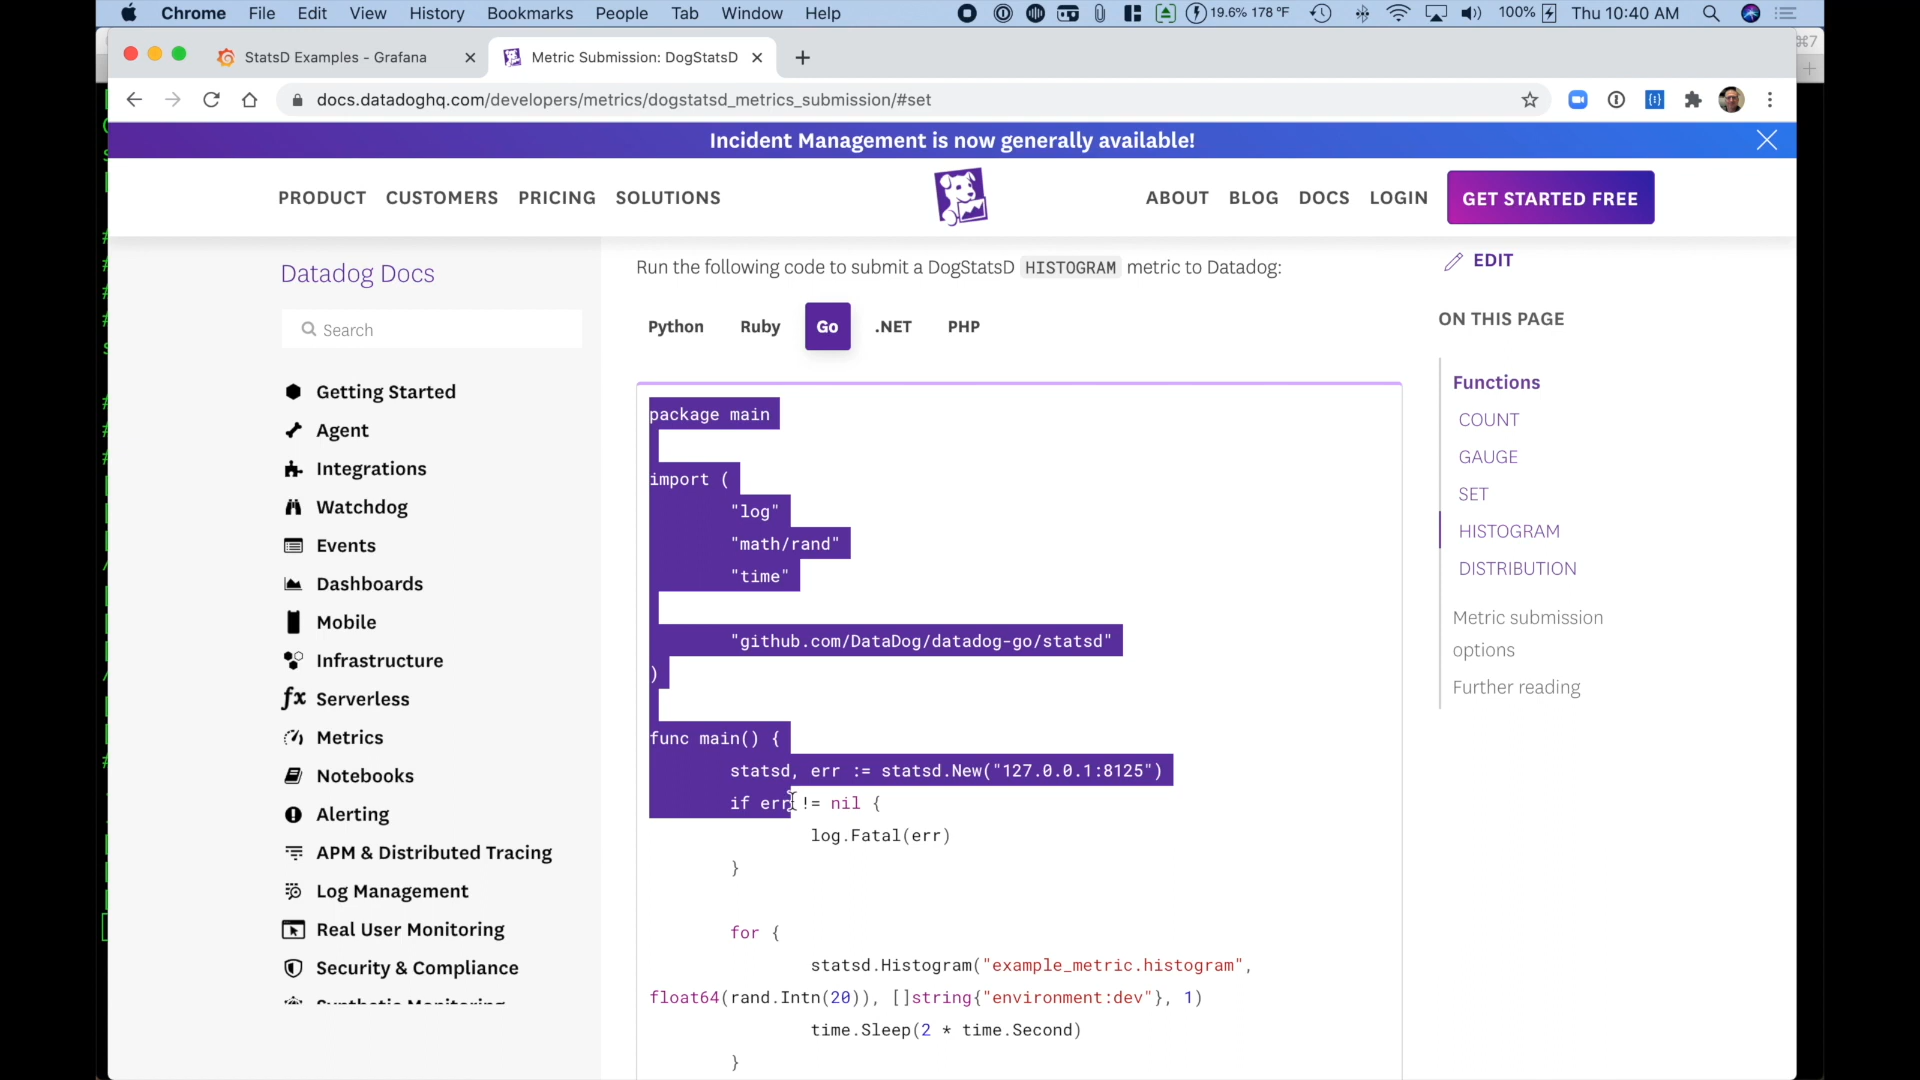 Chrome File Edit View History Bookmarks People Tab Window Help 19.6% 178 °F 100% Thu 10:40 AM
StatsD Examples - Grafana Metric Submission: DogStatsD ⌘7
docs.datadoghq.com/developers/metrics/dogstatsd_metrics_submission/#set
Incident Management is now generally available!
PRODUCT CUSTOMERS PRICING SOLUTIONS ABOUT BLOG DOCS LOGIN GET STARTED FREE
Datadog Docs
Search
Getting Started
Agent
Integrations
Watchdog
Events
Dashboards
Mobile
Infrastructure
Serverless
Metrics
Notebooks
Alerting
APM & Distributed Tracing
Log Management
Real User Monitoring
Security & Compliance
Synthetic Monitoring
Run the following code to submit a DogStatsD HISTOGRAM metric to Datadog:
Python Ruby Go .NET PHP
package main
import (
"log"
"math/rand"
"time"
"github.com/DataDog/datadog-go/statsd"
)
func main() {
statsd, err := statsd.New("127.0.0.1:8125")
if err != nil {
log.Fatal(err)
}
for {
statsd.Histogram("example_metric.histogram",
float64(rand.Intn(20)), []string{"environment:dev"}, 1)
time.Sleep(2 * time.Second)
}
EDIT
ON THIS PAGE
Functions
COUNT
GAUGE
SET
HISTOGRAM
DISTRIBUTION
Metric submission
options
Further reading